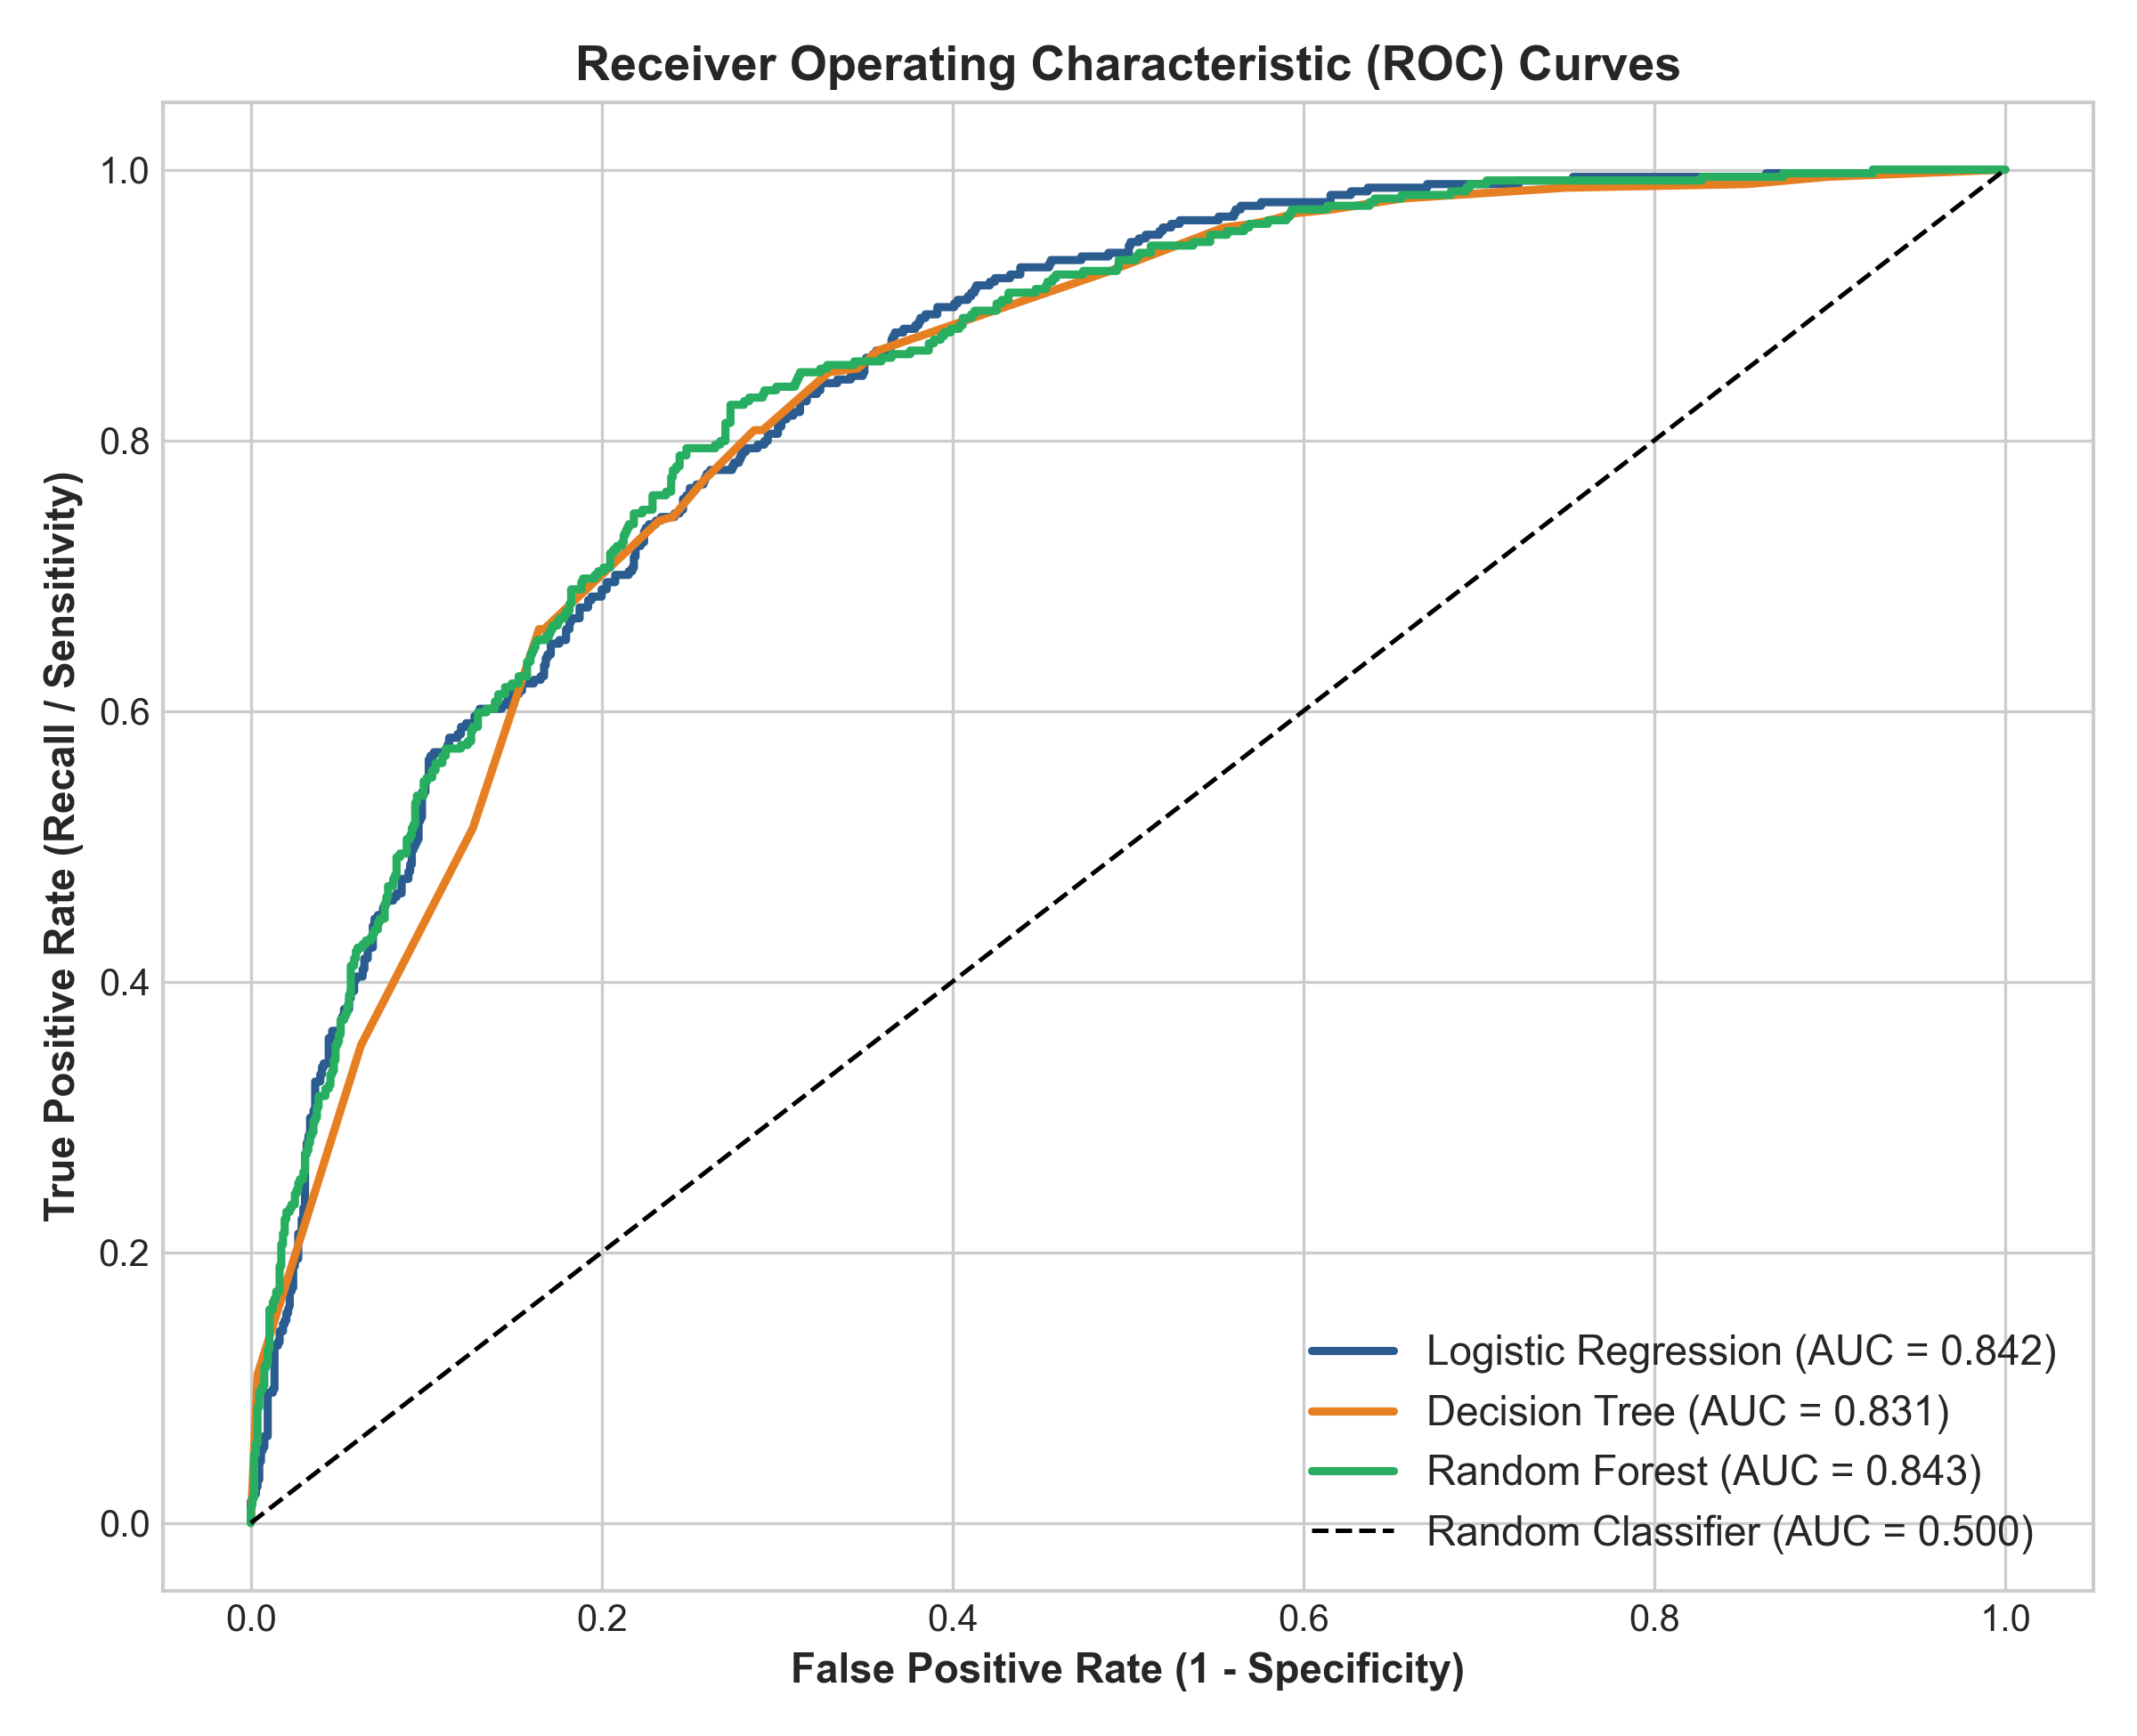 Receiver Operating Characteristic (ROC) Curves
True Positive Rate (Recall / Sensitivity)
1.0
0.8
0.6
0.4
0.2
0.0
Logistic Regression (AUC = 0.842)
Decision Tree (AUC = 0.831)
Random Forest (AUC = 0.843)
Random Classifier (AUC = 0.500)
0.0 0.2 0.4 0.6 0.8 1.0
False Positive Rate (1 - Specificity)